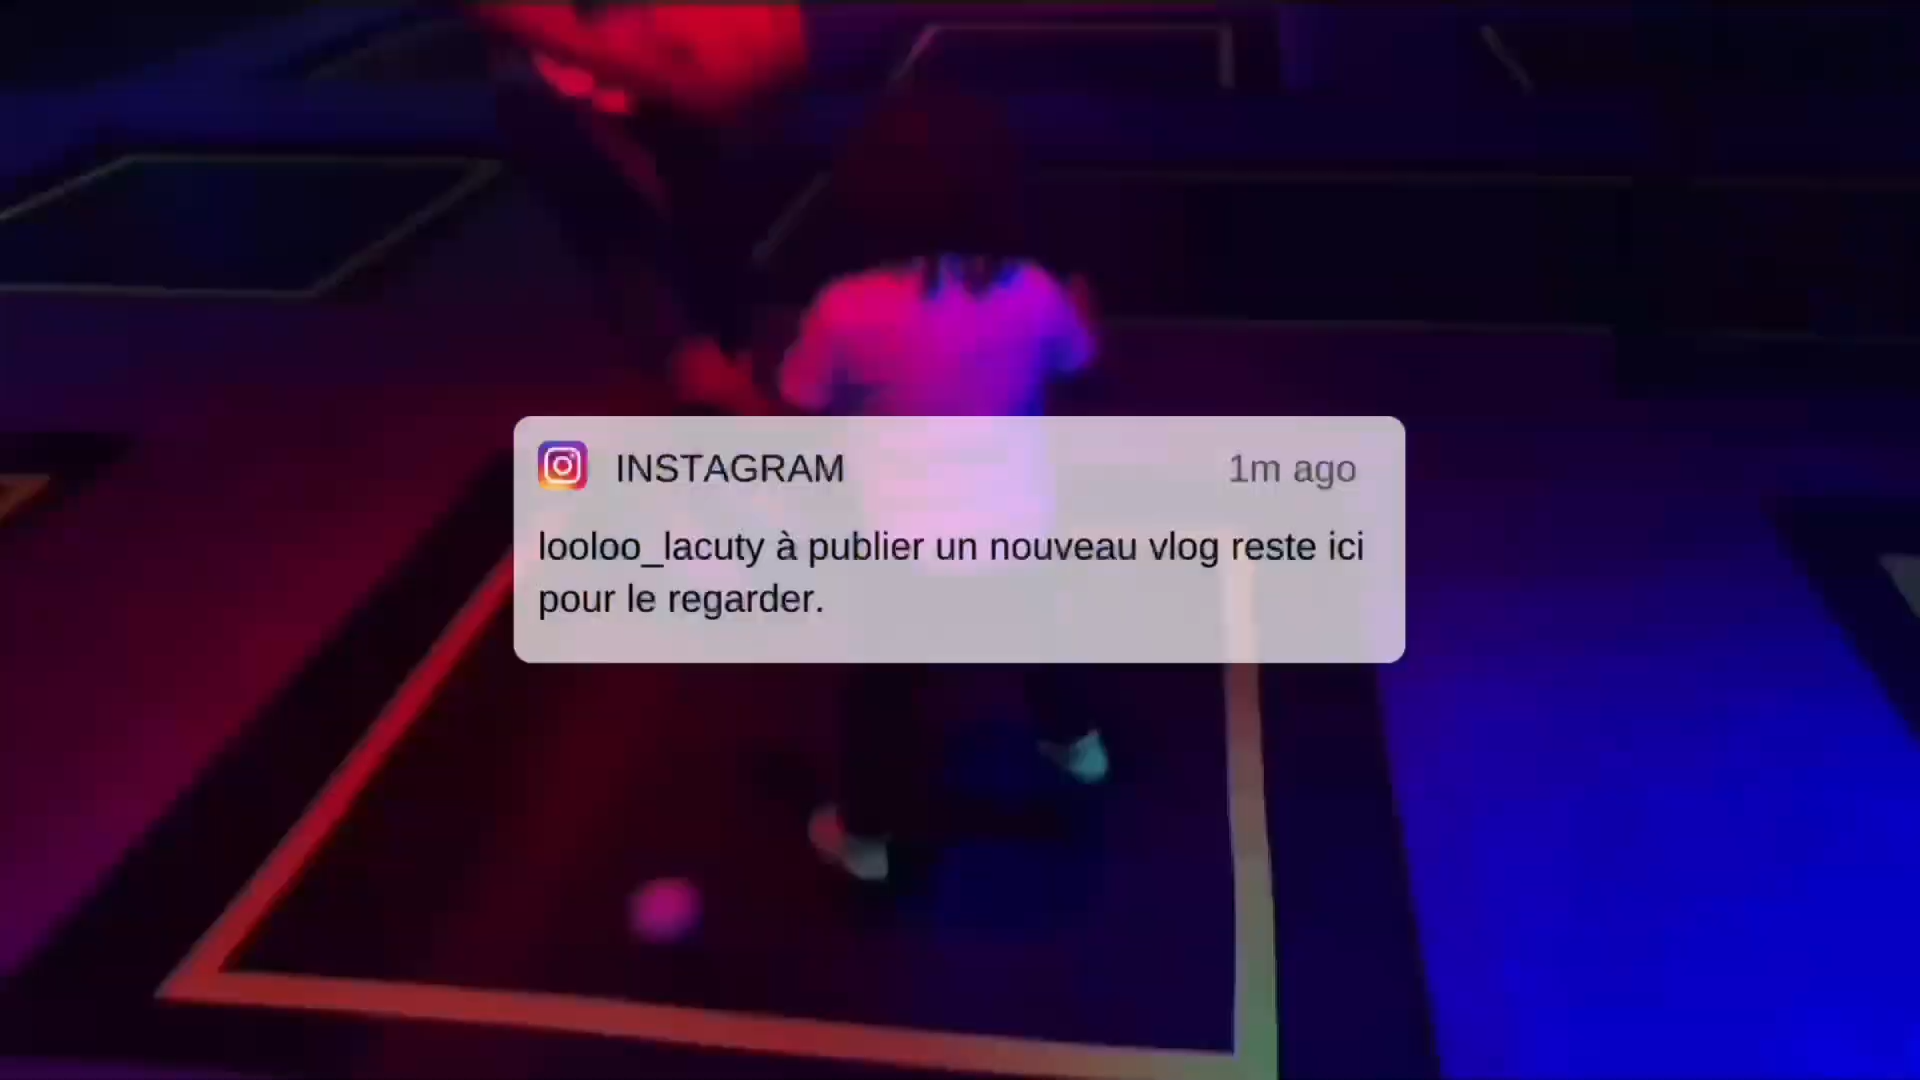 INSTAGRAM 1m ago
looloo_lacuty à publier un nouveau vlog reste ici
pour le regarder.